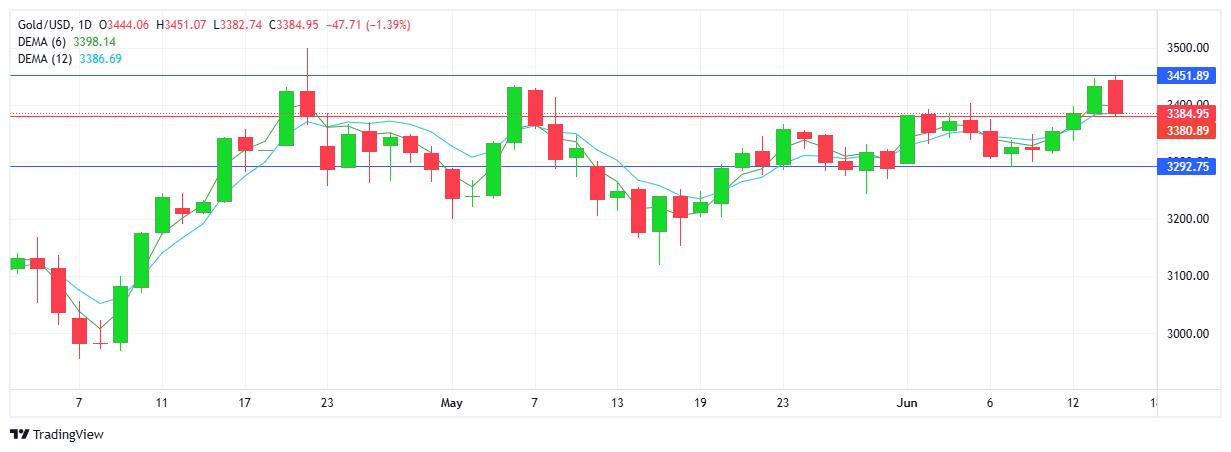 Gold/USD, 1D O3444.06 H3451.07 L3382.74 C3384.95 −47.71 (−1.39%)
DEMA (6) 3398.14
DEMA (12) 3386.69
3500.00
3451.89
3400.00
3384.95
3380.89
3292.75
3200.00
3100.00
3000.00
7 11 17 23 May 7 13 19 23 Jun 6 12
TradingView